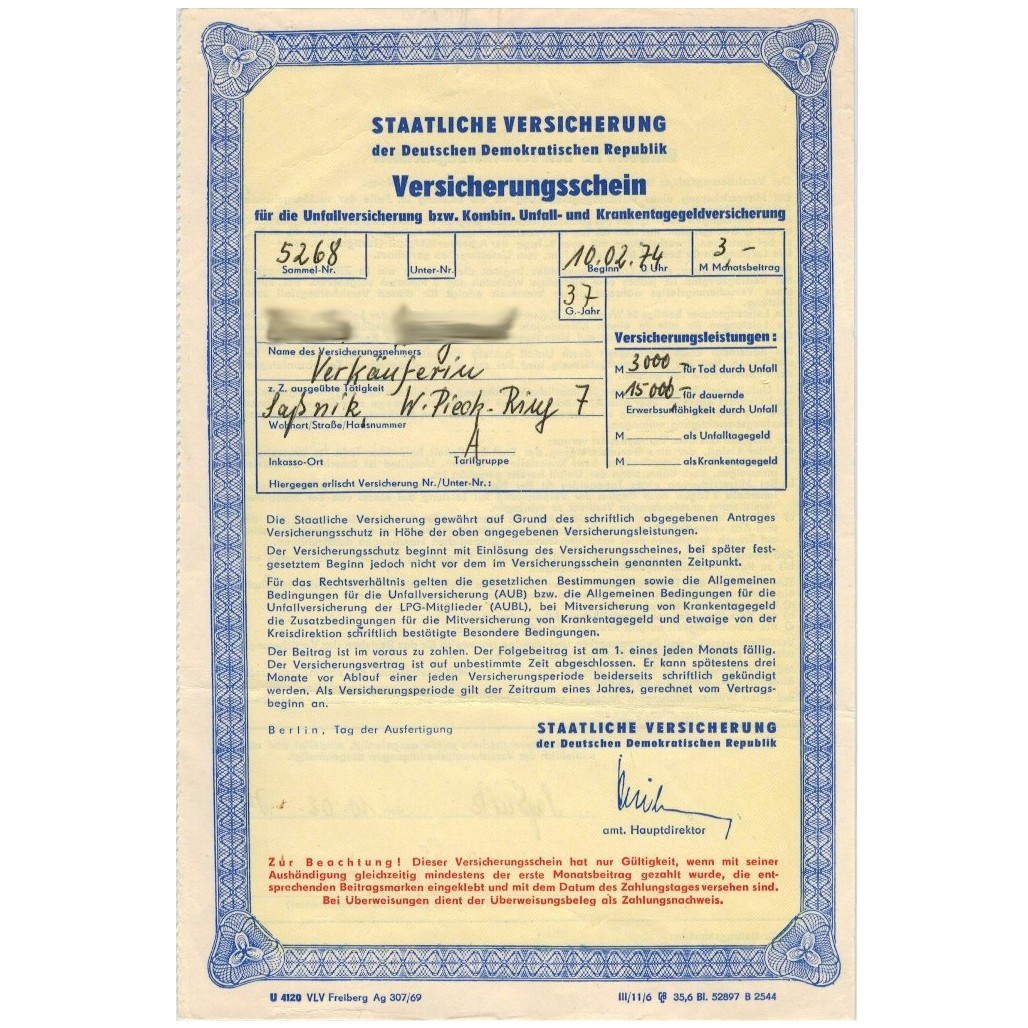 STAATLICHE VERSICHERUNG
der Deutschen Demokratischen Republik
Versicherungsschein
für die Unfallversicherung bzw. Kombin. Unfall- und Krankentagegeldversicherung
5268 10.02.74 3,-
Sammel-Nr. Unter-Nr. Beginn 0 Uhr M Monatsbeitrag
37
G.-Jahr
Versicherungsleistungen:
Name des Versicherungsnehmers
M 3000,- für Tod durch Unfall
Verkäuferin
z. Z. ausgeübte Tätigkeit
M 15000,- für dauernde
Erwerbsunfähigkeit durch Unfall
Saßnik, W.-Pieck-Ring 7
Wohnort/Straße/Hausnummer
M als Unfalltagegeld
A
Inkasso-Ort Tarifgruppe
M als Krankentagegeld
Hiergegen erlischt Versicherung Nr./Unter-Nr.:
Die Staatliche Versicherung gewährt auf Grund des schriftlich abgegebenen Antrages
Versicherungsschutz in Höhe der oben angegebenen Versicherungsleistungen.
Der Versicherungsschutz beginnt mit Einlösung des Versicherungsscheines, bei später fest-
gesetztem Beginn jedoch nicht vor dem im Versicherungsschein genannten Zeitpunkt.
Für das Rechtsverhältnis gelten die gesetzlichen Bestimmungen sowie die Allgemeinen
Bedingungen für die Unfallversicherung (AUB) bzw. die Allgemeinen Bedingungen für die
Unfallversicherung der LPG-Mitglieder (AUBL), bei Mitversicherung von Krankentagegeld
die Zusatzbedingungen für die Mitversicherung von Krankentagegeld und etwaige von der
Kreisdirektion schriftlich bestätigte Besondere Bedingungen.
Der Beitrag ist im voraus zu zahlen. Der Folgebeitrag ist am 1. eines jeden Monats fällig.
Der Versicherungsvertrag ist auf unbestimmte Zeit abgeschlossen. Er kann spätestens drei
Monate vor Ablauf einer jeden Versicherungsperiode beiderseits schriftlich gekündigt
werden. Als Versicherungsperiode gilt der Zeitraum eines Jahres, gerechnet vom Vertrags-
beginn an.
Berlin, Tag der Ausfertigung
STAATLICHE VERSICHERUNG
der Deutschen Demokratischen Republik
amt. Hauptdirektor
Zur Beachtung! Dieser Versicherungsschein hat nur Gültigkeit, wenn mit seiner
Aushändigung gleichzeitig mindestens der erste Monatsbeitrag gezahlt wurde, die ent-
sprechenden Beitragsmarken eingeklebt und mit dem Datum des Zahlungstages versehen sind.
Bei Überweisungen dient der Überweisungsbeleg als Zahlungsnachweis.
U 4120 VLV Freiberg Ag 307/69 III/11/6 35,6 Bl. 52897 B 2544